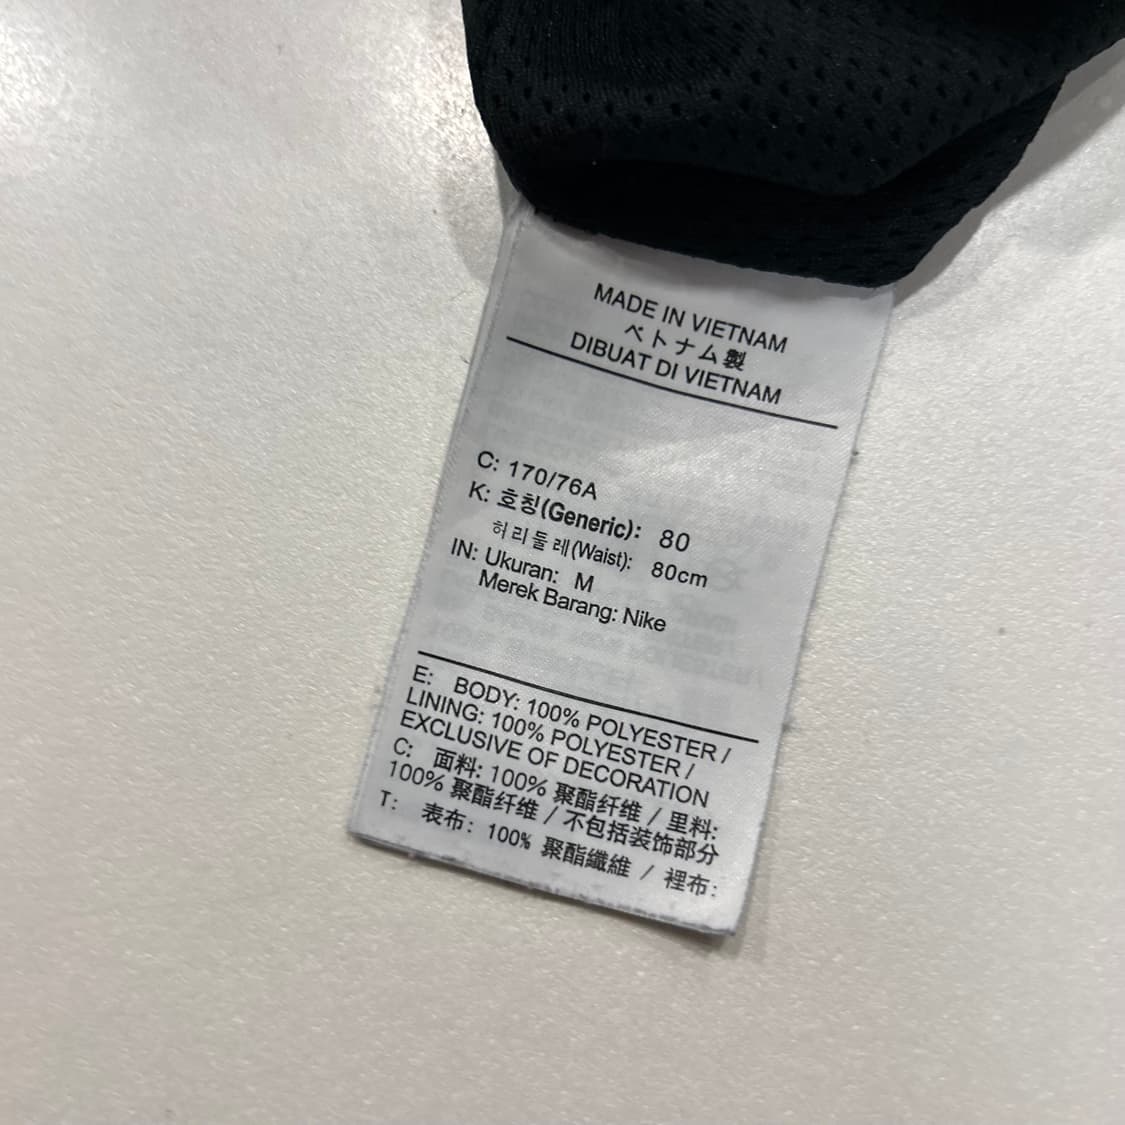 MADE IN VIETNAM
ベトナム製
DIBUAT DI VIETNAM
C: 170/76A
K: 호칭(Generic): 80
허리둘레(Waist): 80cm
IN: Ukuran: M
Merek Barang: Nike
E: BODY: 100% POLYESTER /
LINING: 100% POLYESTER /
EXCLUSIVE OF DECORATION
C: 面料: 100% 聚酯纤维 / 里料:
100% 聚酯纤维 / 不包括装饰部分
T: 表布: 100% 聚酯纖維 / 裡布: